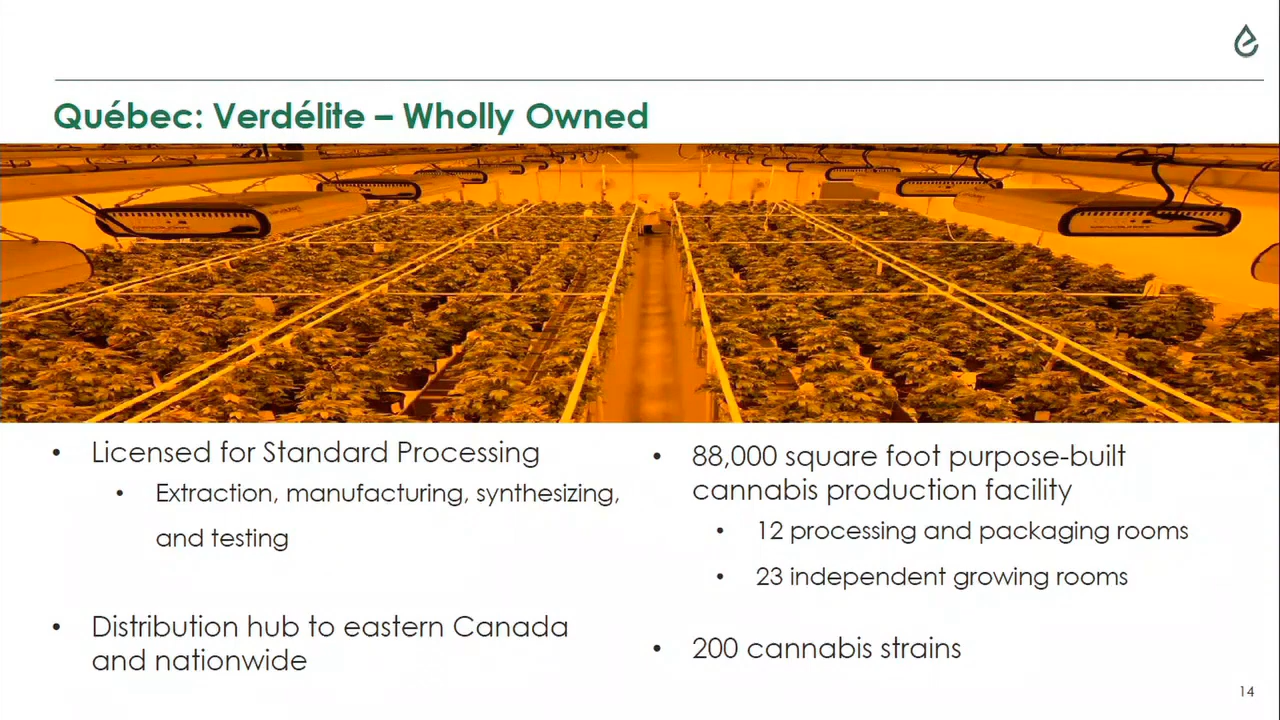 Québec: Verdélite – Wholly Owned
• Licensed for Standard Processing
• Extraction, manufacturing, synthesizing,
and testing
• Distribution hub to eastern Canada
and nationwide
• 88,000 square foot purpose-built
cannabis production facility
• 12 processing and packaging rooms
• 23 independent growing rooms
• 200 cannabis strains
14